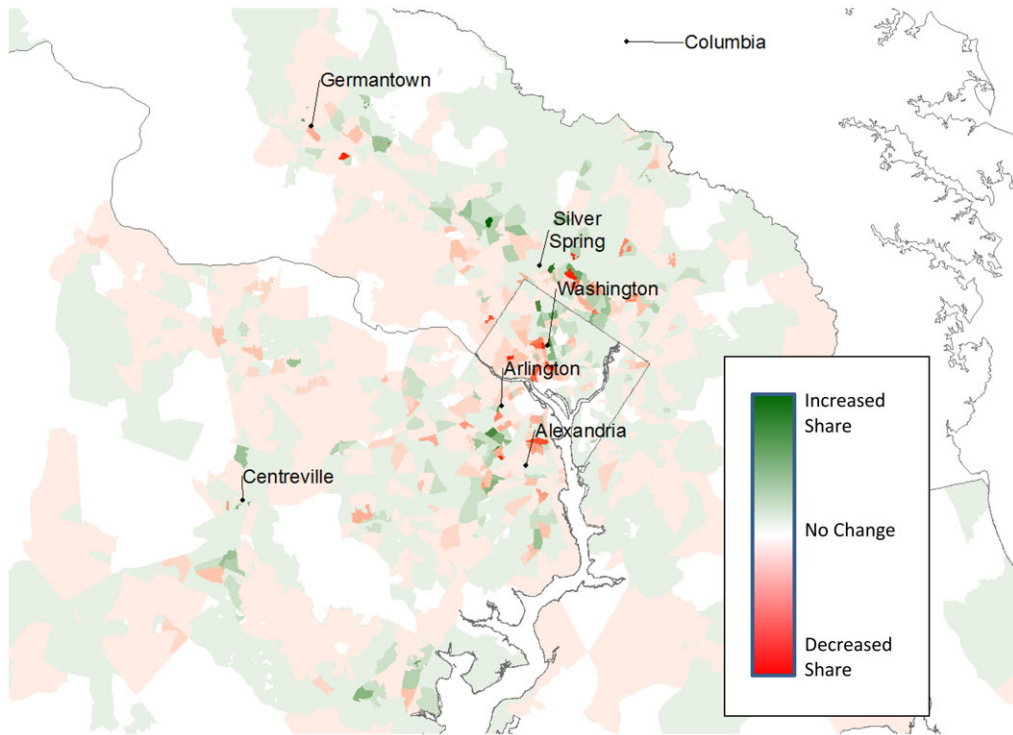 Columbia
Germantown
Silver
Spring
Washington
Arlington
Alexandria
Centreville
Increased
Share
No Change
Decreased
Share